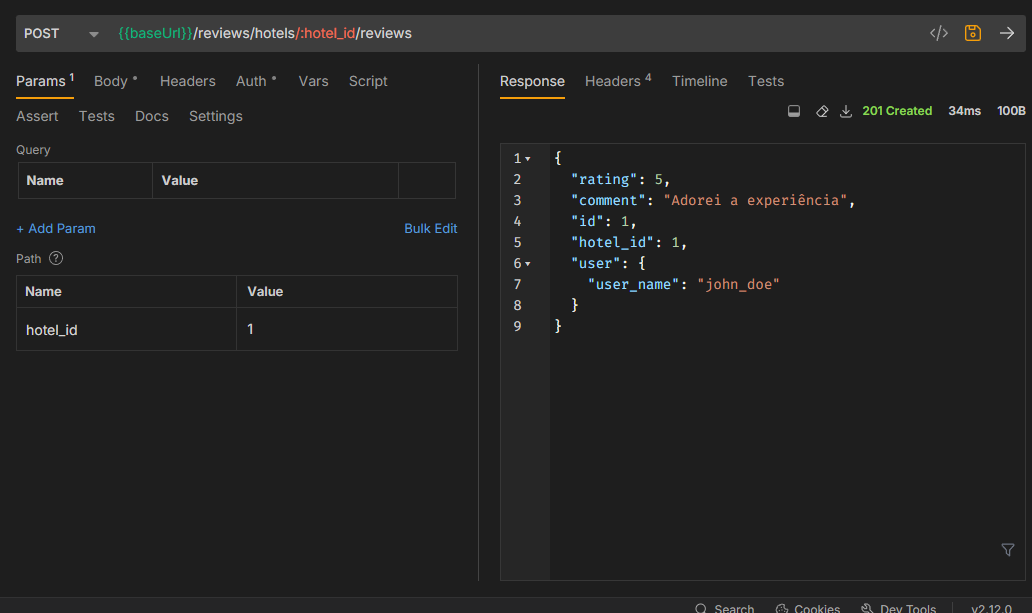 POST {{baseUrl}}/reviews/hotels/:hotel_id/reviews </>
Params 1 Body Headers Auth Vars Script
Assert Tests Docs Settings
Query
Name Value
+ Add Param Bulk Edit
Path ?
Name Value
hotel_id 1
Response Headers 4 Timeline Tests
201 Created 34ms 100B
1 {
2 "rating": 5,
3 "comment": "Adorei a experiência",
4 "id": 1,
5 "hotel_id": 1,
6 "user": {
7 "user_name": "john_doe"
8 }
9 }
Search Cookies Dev Tools v2.12.0